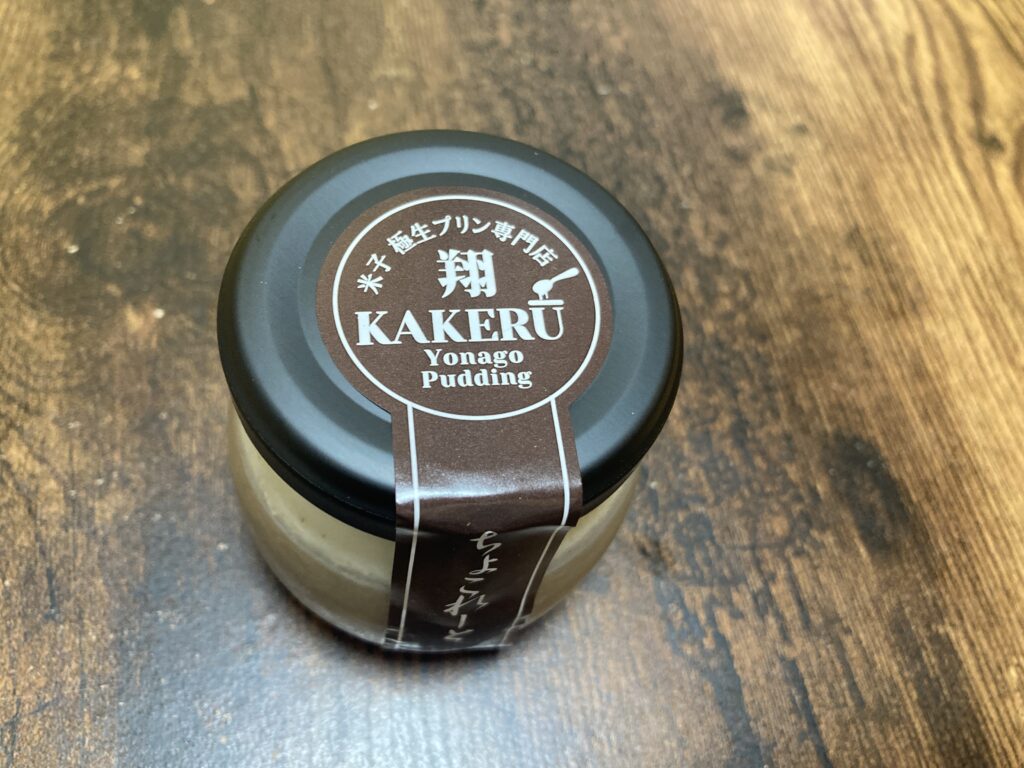 米子 極生プリン専門店
翔
KAKERU
Yonago
Pudding
ちょこれーと